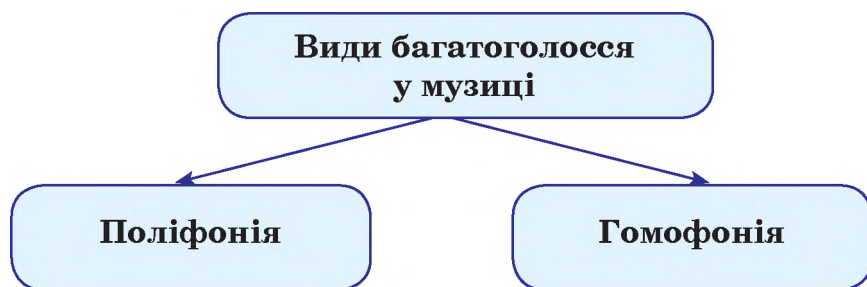 Види багатоголосся
у музиці
Поліфонія
Гомофонія